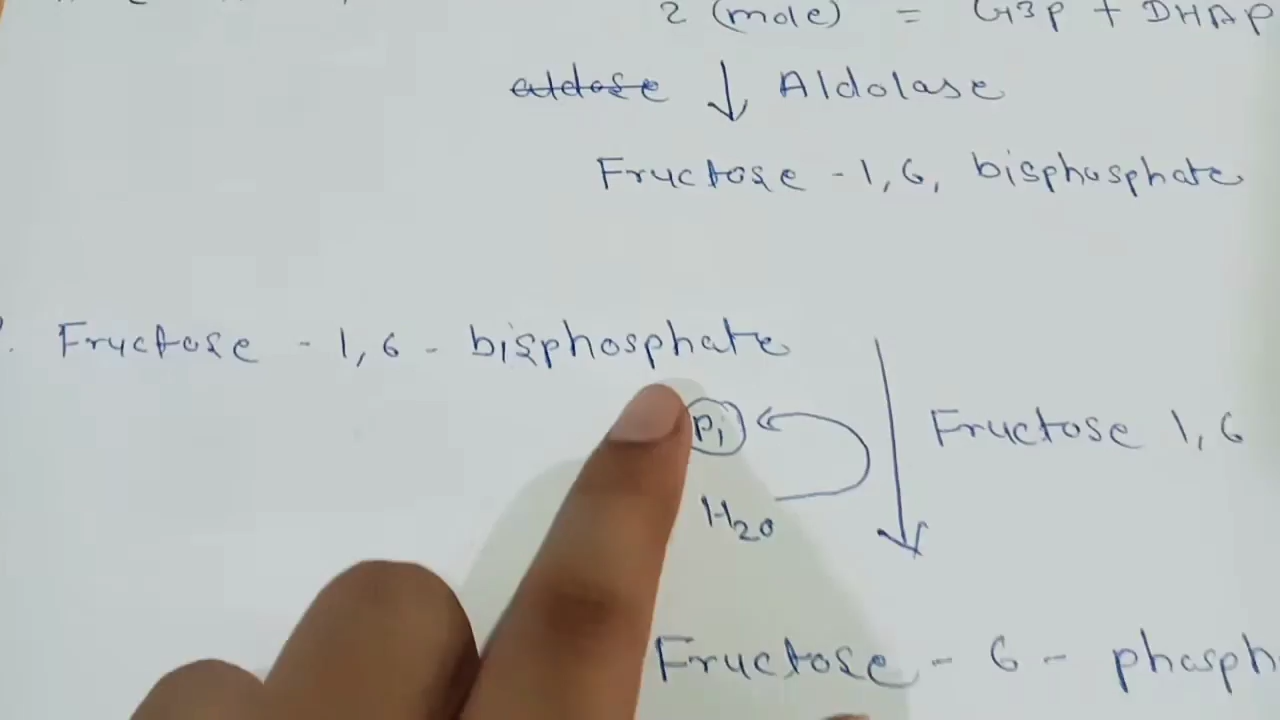 2 (mole) = G3P + DHAP
aldose ↓ Aldolase
Fructose - 1,6, bisphosphate
Fructose - 1,6 - bisphosphate
Pi
Fructose 1,6
H2O
Fructose - 6 - phosph